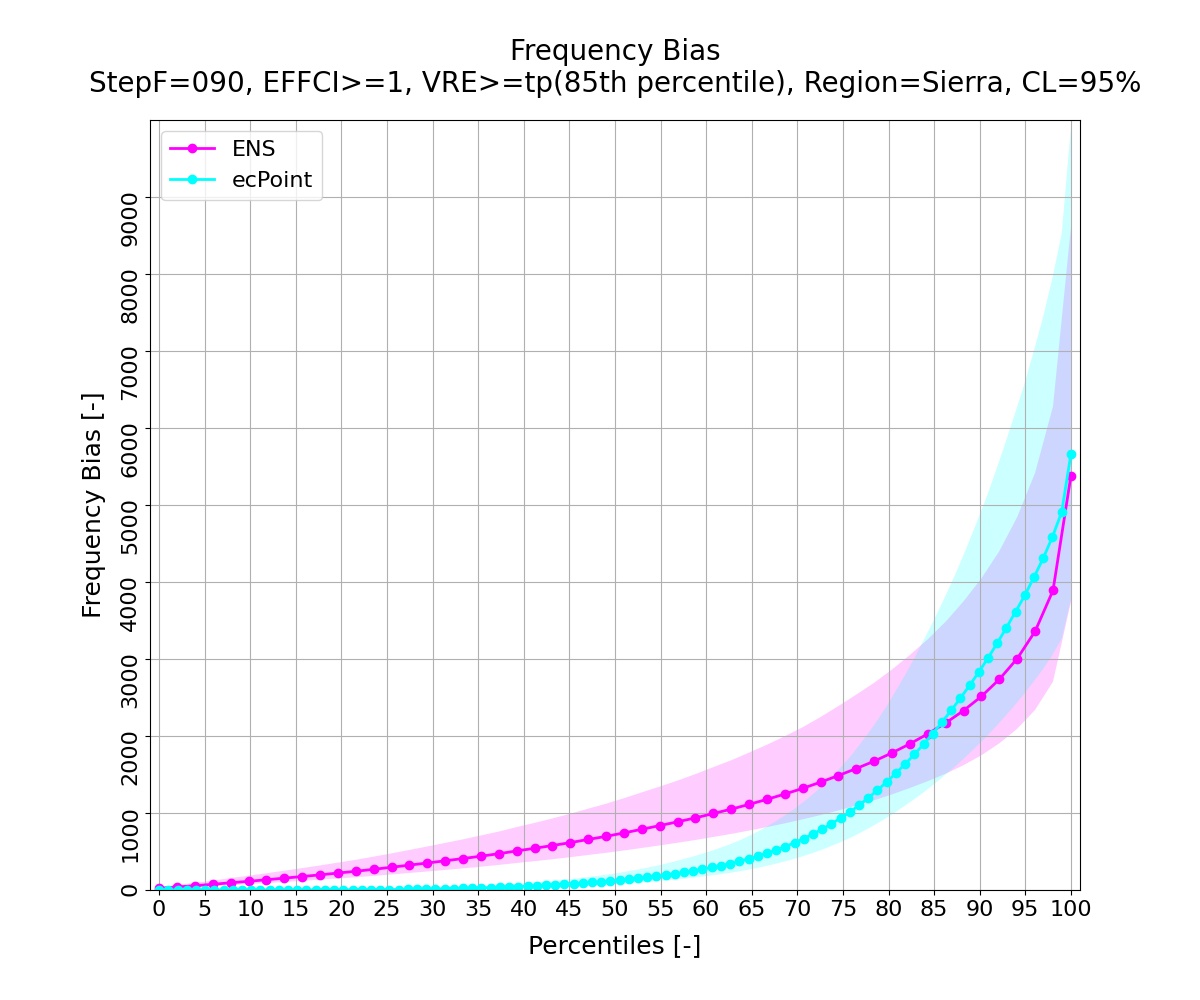 Frequency Bias
StepF=090, EFFCI>=1, VRE>=tp(85th percentile), Region=Sierra, CL=95%
ENS
ecPoint
Frequency Bias [-]
9000
8000
7000
6000
5000
4000
3000
2000
1000
0
0 5 10 15 20 25 30 35 40 45 50 55 60 65 70 75 80 85 90 95 100
Percentiles [-]